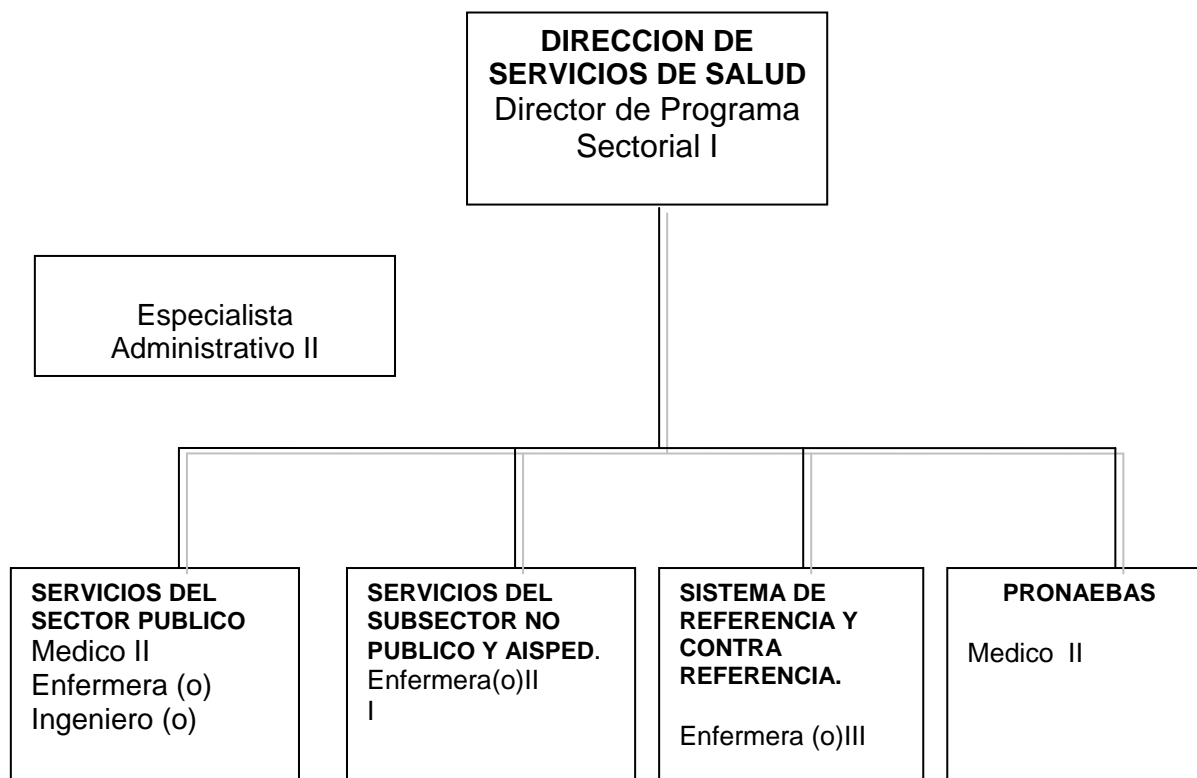 DIRECCION DE
SERVICIOS DE SALUD
Director de Programa
Sectorial I
Especialista
Administrativo II
SERVICIOS DEL
SECTOR PUBLICO
Medico II
Enfermera (o)
Ingeniero (o)
SERVICIOS DEL
SUBSECTOR NO
PUBLICO Y AISPED.
Enfermera(o)II
I
SISTEMA DE
REFERENCIA Y
CONTRA
REFERENCIA.
Enfermera (o)III
PRONAEBAS
Medico II